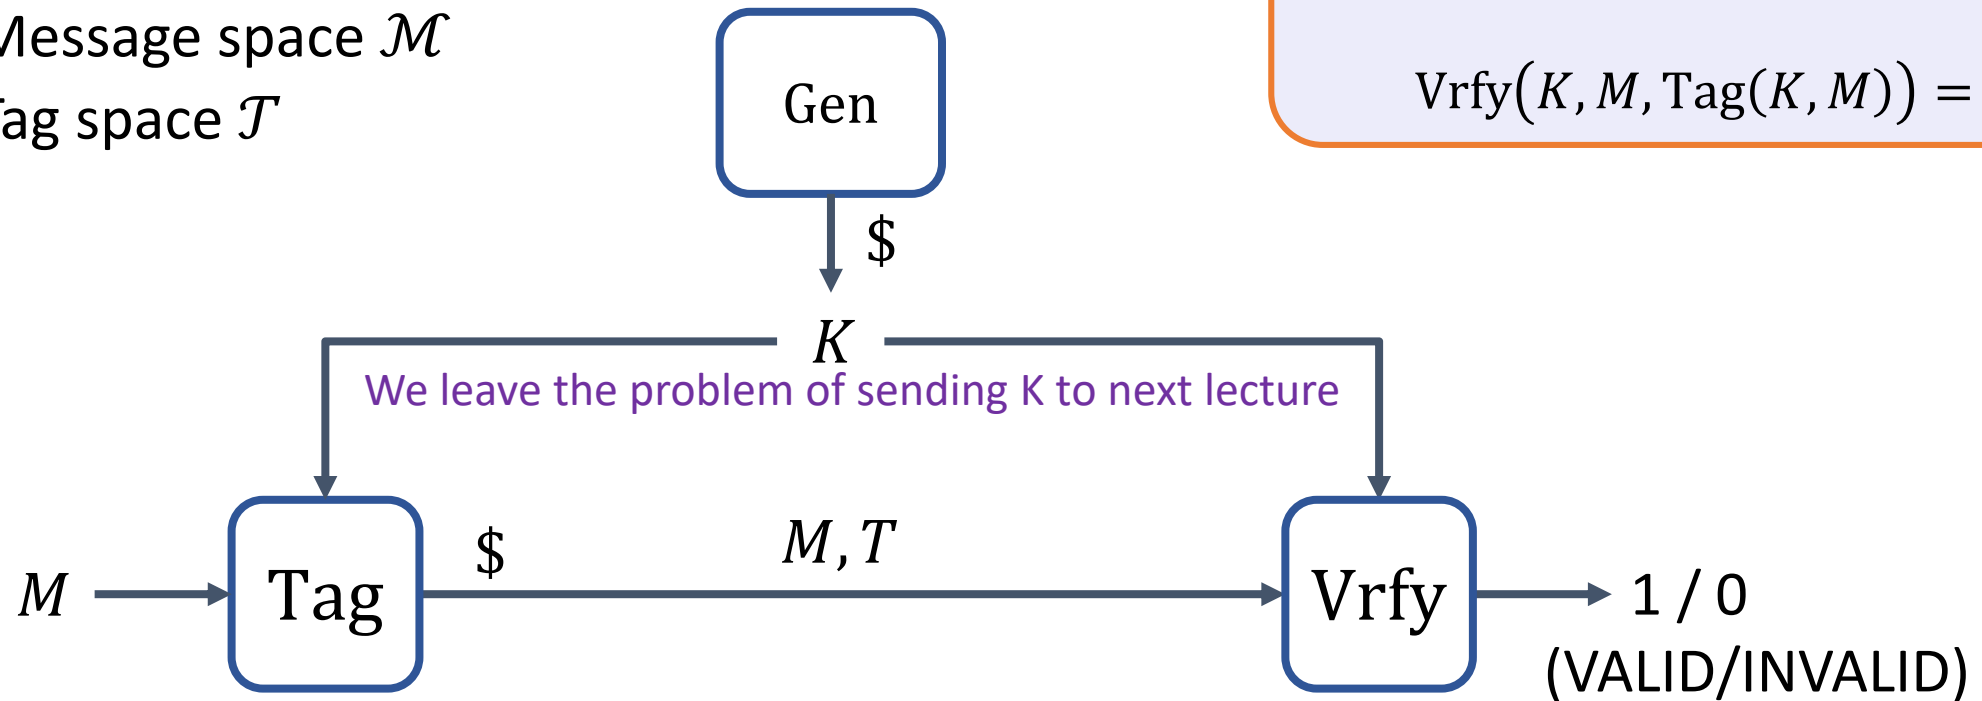 Message space ℳ
Tag space 𝒯
Gen
Vrfy(K, M, Tag(K, M)) =
$
K
We leave the problem of sending K to next lecture
M
Tag
$
M, T
Vrfy
1 / 0
(VALID/INVALID)